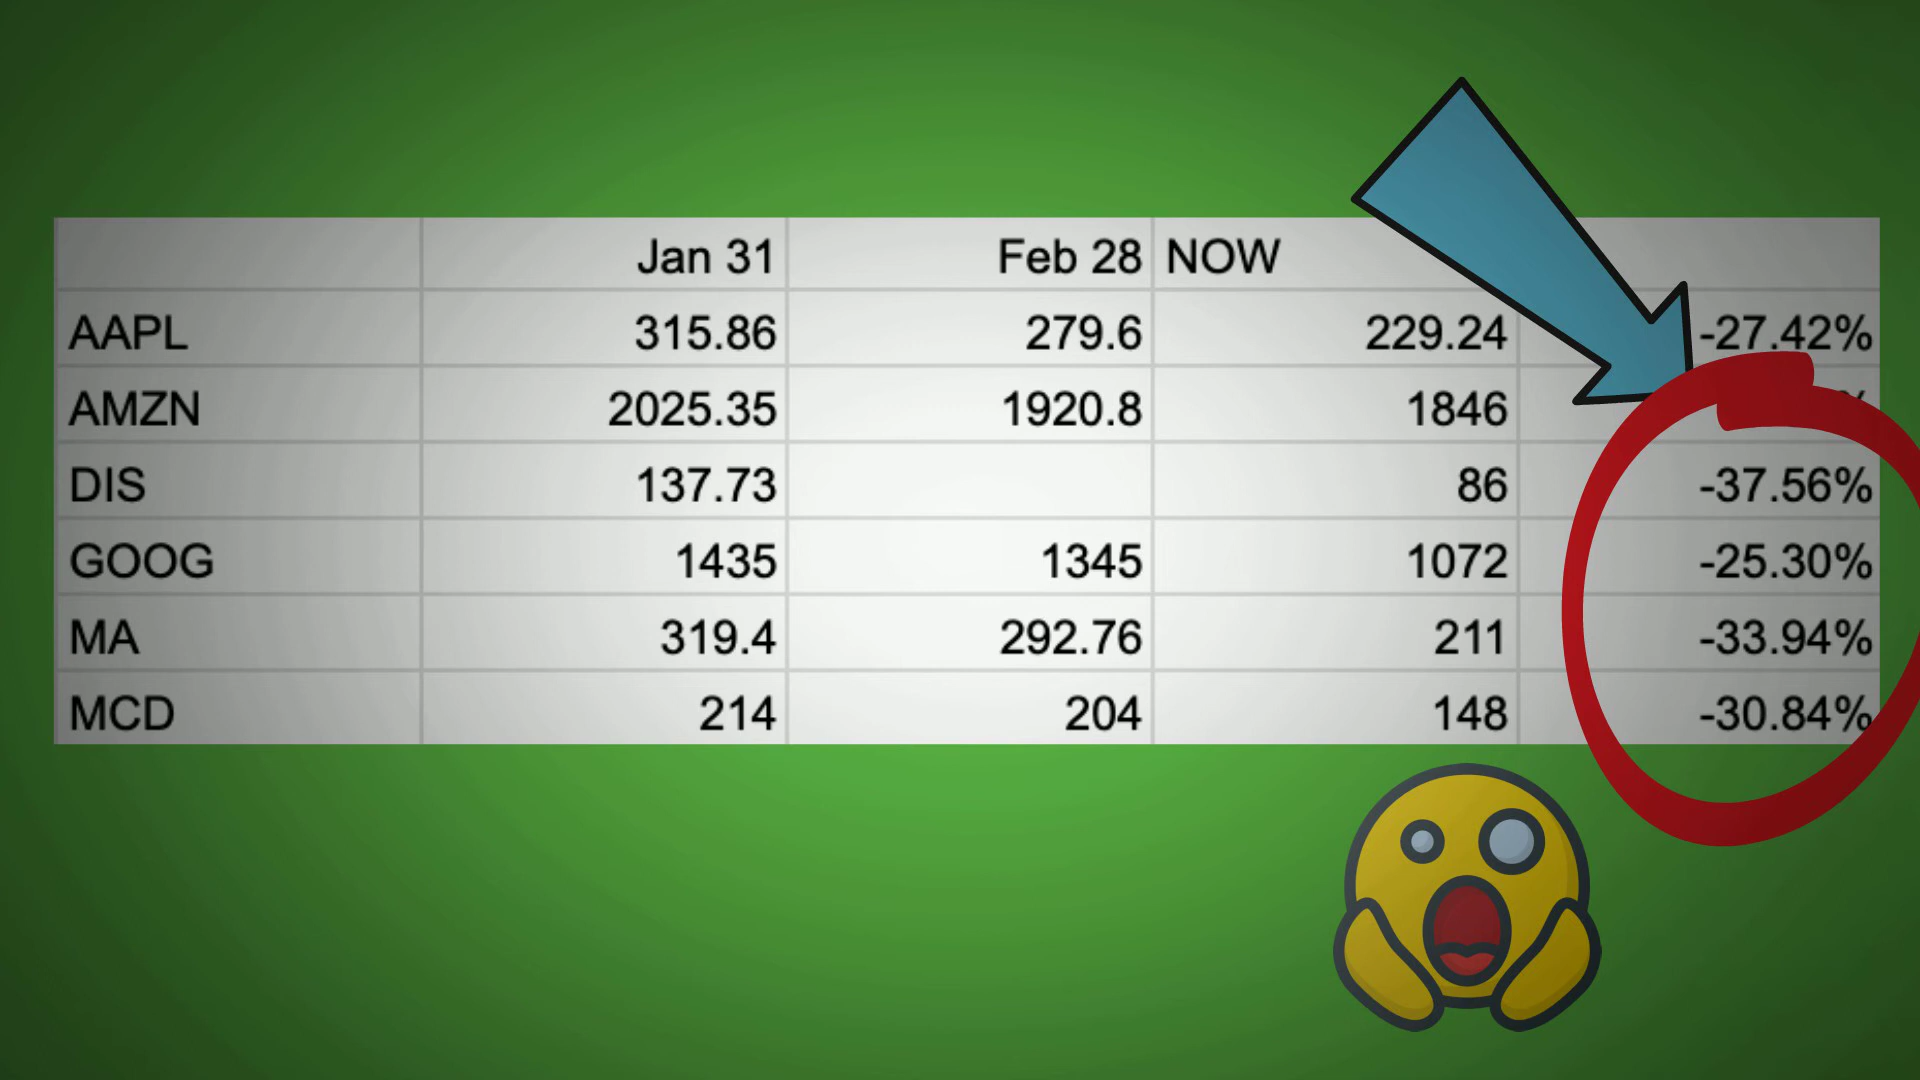 Jan 31 Feb 28 NOW
AAPL 315.86 279.6 229.24 -27.42%
AMZN 2025.35 1920.8 1846
DIS 137.73 86 -37.56%
GOOG 1435 1345 1072 -25.30%
MA 319.4 292.76 211 -33.94%
MCD 214 204 148 -30.84%